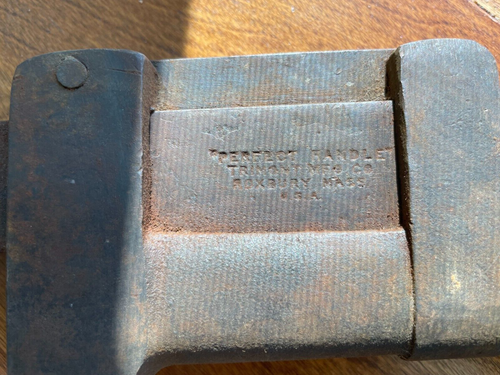 "PERFECT HANDLE"
TRIMONT MFG CO
ROXBURY MASS
U.S.A.